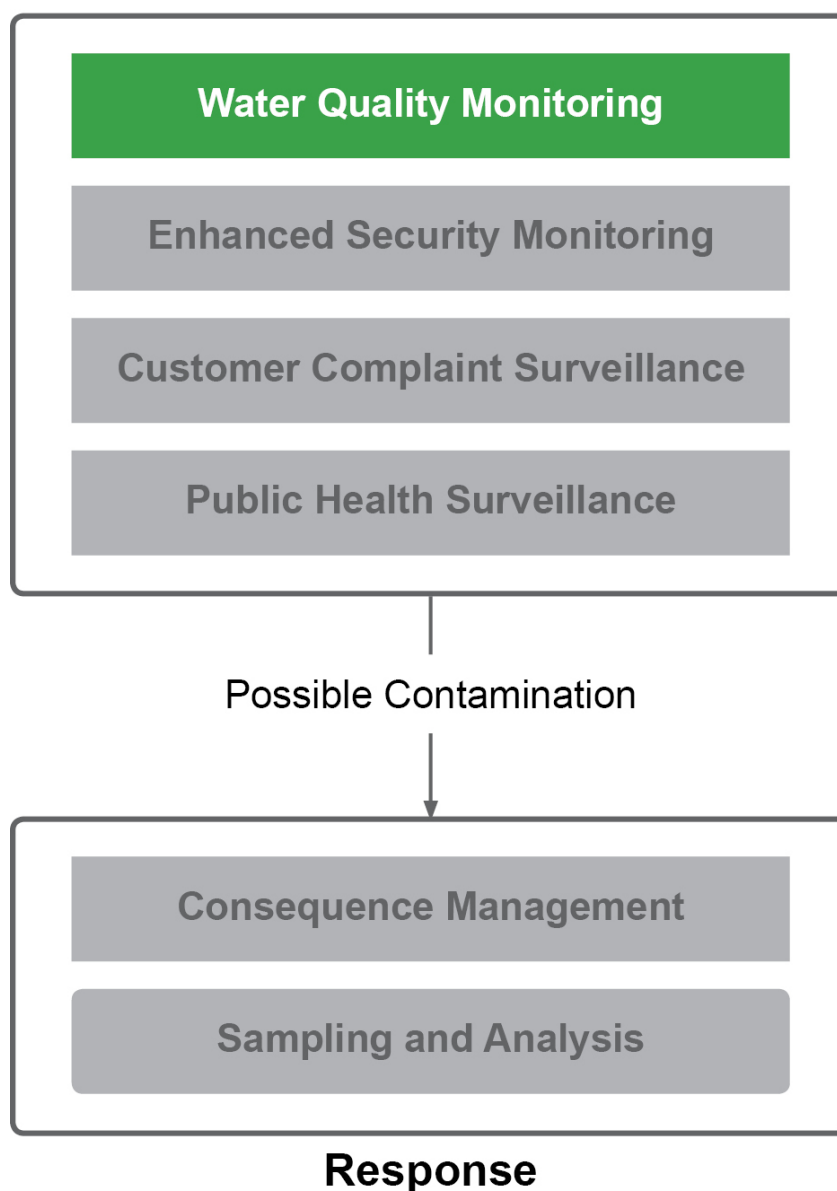 Water Quality Monitoring
Enhanced Security Monitoring
Customer Complaint Surveillance
Public Health Surveillance
Possible Contamination
Consequence Management
Sampling and Analysis
Response